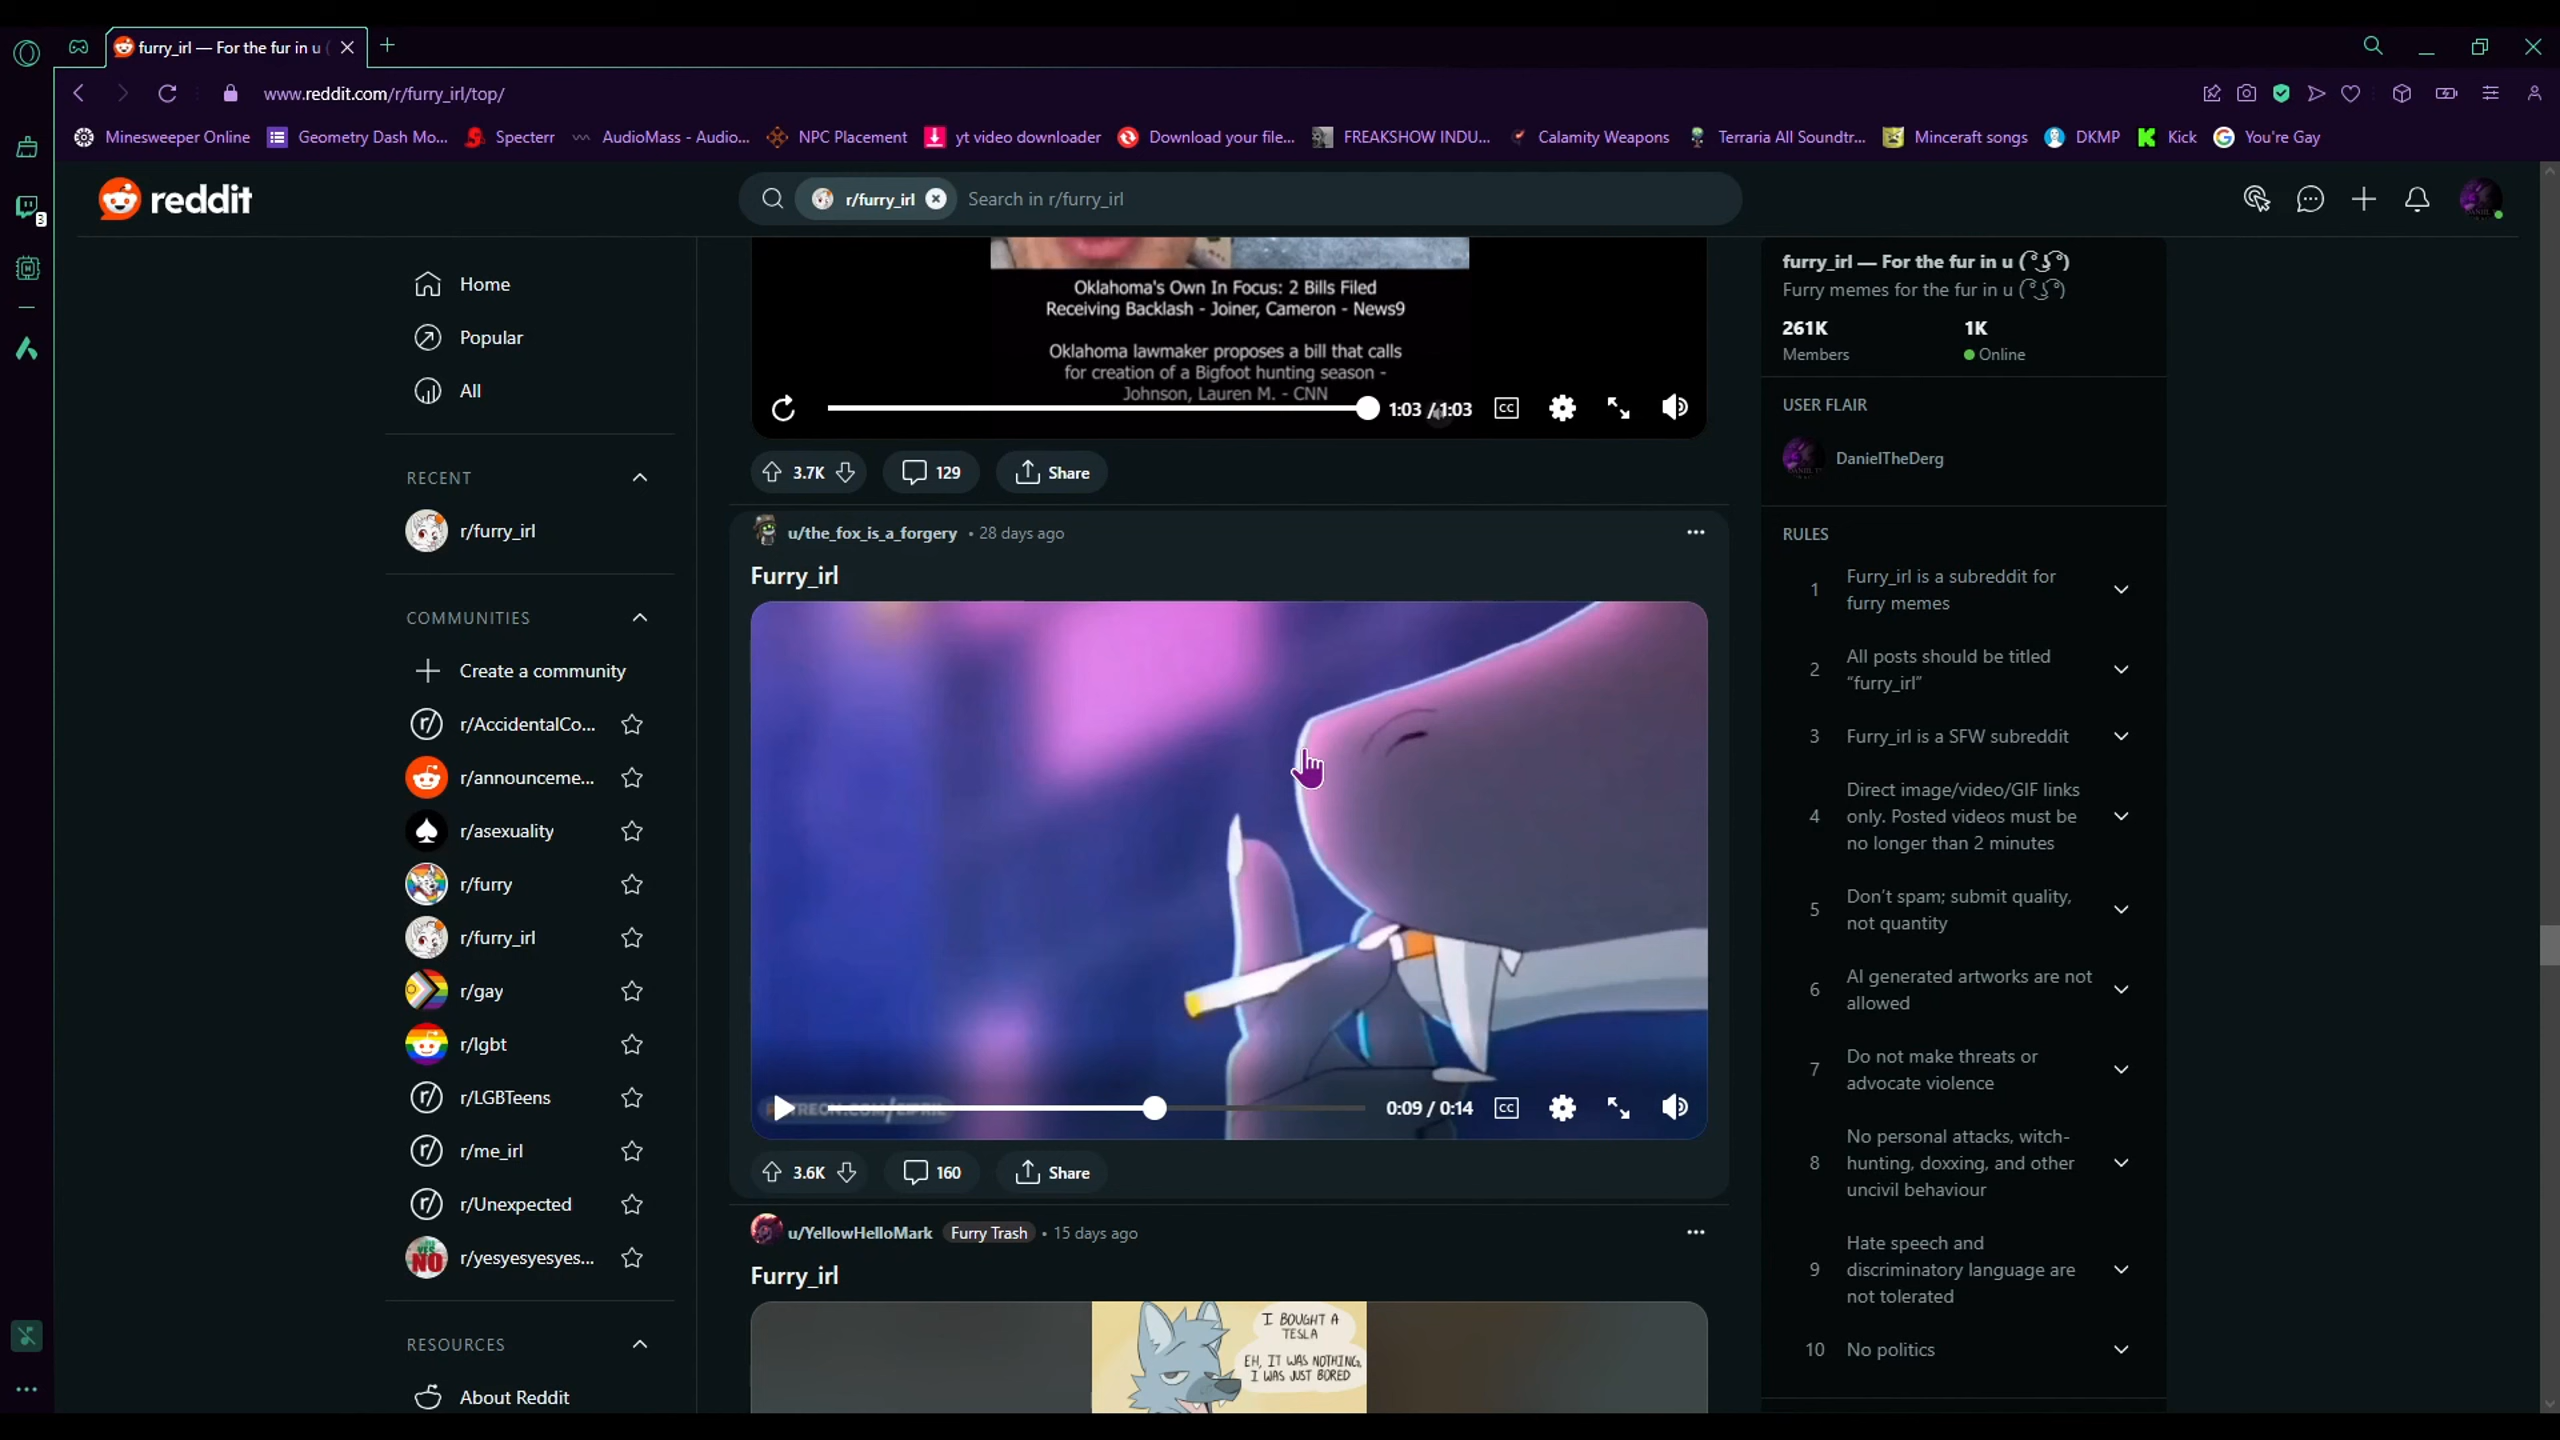 furry_irl — For the fur in u (
www.reddit.com/r/furry_irl/top/
Minesweeper Online
Geometry Dash Mo...
Specterr
AudioMass - Audio...
NPC Placement
yt video downloader
Download your file...
FREAKSHOW INDU...
Calamity Weapons
Terraria All Soundtr...
Minceraft songs
DKMP
Kick
You're Gay
3
reddit
r/furry_irl
Search in r/furry_irl
Home
Popular
All
RECENT
r/furry_irl
COMMUNITIES
Create a community
r/AccidentalCo...
r/announceme...
r/asexuality
r/furry
r/furry_irl
r/gay
r/lgbt
r/LGBTeens
r/me_irl
r/Unexpected
r/yesyesyesyes...
RESOURCES
About Reddit
Oklahoma's Own In Focus: 2 Bills Filed
Receiving Backlash - Joiner, Cameron - News9
Oklahoma lawmaker proposes a bill that calls
for creation of a Bigfoot hunting season -
Johnson, Lauren M. - CNN
1:03 / 1:03
CC
3.7K
129
Share
u/the_fox_is_a_forgery • 28 days ago
Furry_irl
0:09 / 0:14
CC
3.6K
160
Share
u/YellowHelloMark Furry Trash • 15 days ago
Furry_irl
I BOUGHT A
TESLA
EH, IT WAS NOTHING,
I WAS JUST BORED
furry_irl — For the fur in u ( ͡° ͜ʖ ͡°)
Furry memes for the fur in u ( ͡° ͜ʖ ͡°)
261K
Members
1K
Online
USER FLAIR
DanielTheDerg
RULES
1 Furry_irl is a subreddit for
furry memes
2 All posts should be titled
“furry_irl”
3 Furry_irl is a SFW subreddit
4 Direct image/video/GIF links
only. Posted videos must be
no longer than 2 minutes
5 Don't spam; submit quality,
not quantity
6 AI generated artworks are not
allowed
7 Do not make threats or
advocate violence
8 No personal attacks, witch-
hunting, doxxing, and other
uncivil behaviour
9 Hate speech and
discriminatory language are
not tolerated
10 No politics